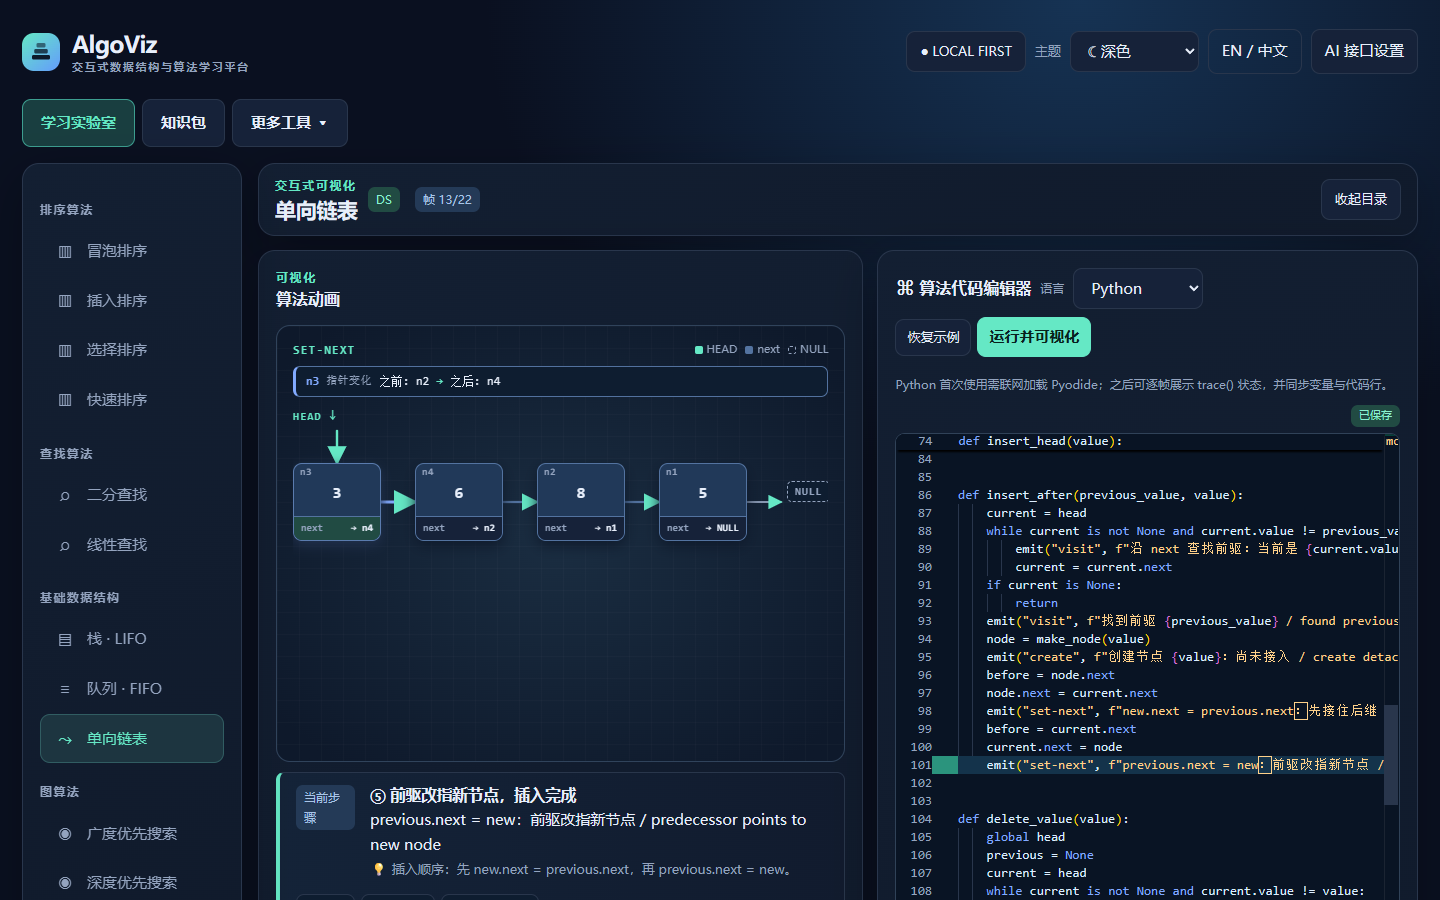 AlgoViz
交互式数据结构与算法学习平台
● LOCAL FIRST
主题
☾ 深色
EN / 中文
AI 接口设置
学习实验室
知识包
更多工具 ▾
排序算法
冒泡排序
插入排序
选择排序
快速排序
查找算法
二分查找
线性查找
基础数据结构
栈 · LIFO
队列 · FIFO
单向链表
图算法
广度优先搜索
深度优先搜索
交互式可视化
单向链表
DS
帧 13/22
收起目录
可视化
算法动画
SET-NEXT
HEAD
next
NULL
n3 指针变化 之前: n2 → 之后: n4
HEAD ↓
n3
3
next → n4
n4
6
next → n2
n2
8
next → n1
n1
5
next → NULL
NULL
当前步骤
⑤ 前驱改指新节点，插入完成
previous.next = new：前驱改指新节点 / predecessor points to
new node
💡 插入顺序：先 new.next = previous.next，再 previous.next = new。
⌘ 算法代码编辑器
语言
Python
恢复示例
运行并可视化
Python 首次使用需联网加载 Pyodide；之后可逐帧展示 trace() 状态，并同步变量与代码行。
已保存
74 def insert_head(value):
84
85
86 def insert_after(previous_value, value):
87 current = head
88 while current is not None and current.value != previous_va
89 emit("visit", f"沿 next 查找前驱：当前是 {current.valu
90 current = current.next
91 if current is None:
92 return
93 emit("visit", f"找到前驱 {previous_value} / found previous
94 node = make_node(value)
95 emit("create", f"创建节点 {value}：尚未接入 / create detac
96 before = node.next
97 node.next = current.next
98 emit("set-next", f"new.next = previous.next：先接住后继
99 before = current.next
100 current.next = node
101 emit("set-next", f"previous.next = new：前驱改指新节点 /
102
103
104 def delete_value(value):
105 global head
106 previous = None
107 current = head
108 while current is not None and current.value != value: